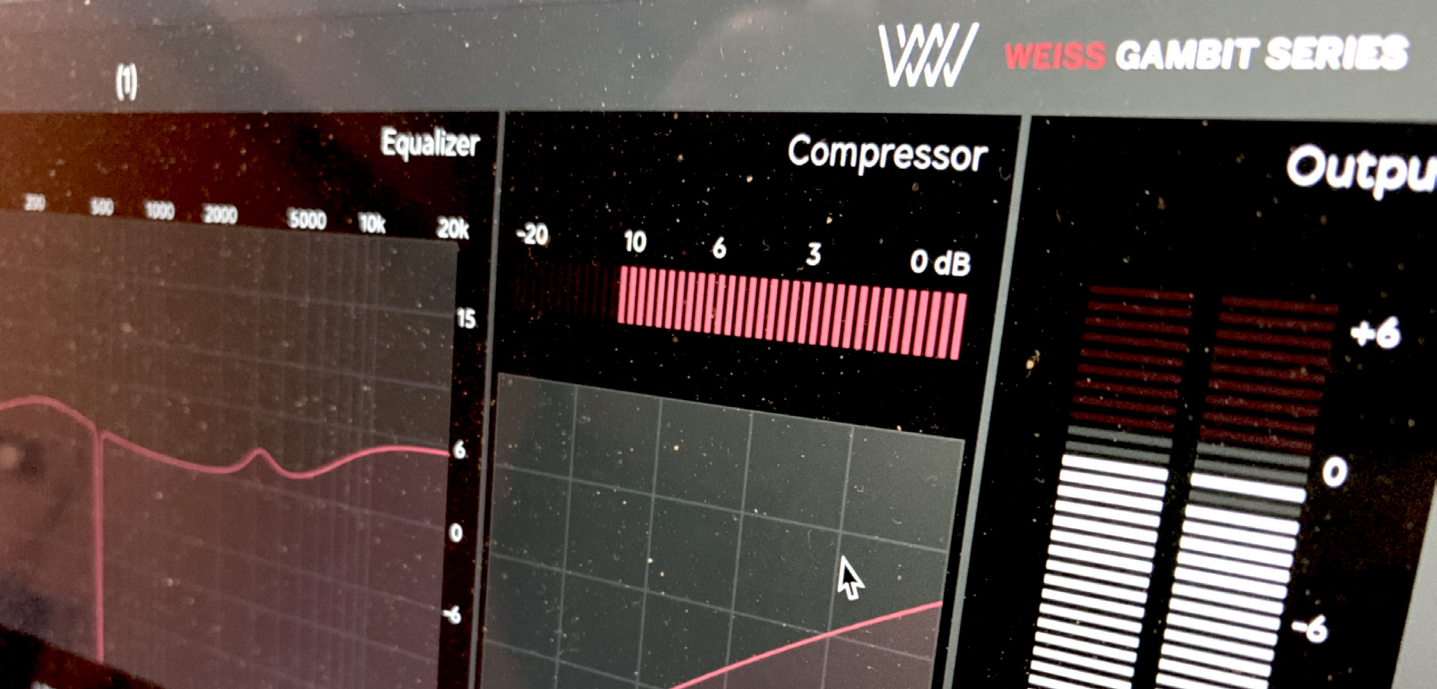 WEISS GAMBIT SERIES
(1)
Equalizer
Compressor
Outpu
200 500 1000 2000 5000 10k 20k
-20 10 6 3 0 dB
15
6
0
-6
+6
0
-6